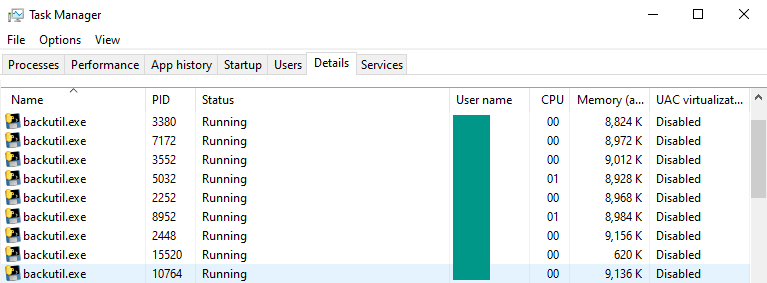 Task Manager
File Options View
Processes Performance App history Startup Users Details Services
Name PID Status User name CPU Memory (a... UAC virtualizat...
backutil.exe 3380 Running 00 8,824 K Disabled
backutil.exe 7172 Running 00 8,972 K Disabled
backutil.exe 3552 Running 00 9,012 K Disabled
backutil.exe 5032 Running 01 8,928 K Disabled
backutil.exe 2252 Running 00 8,968 K Disabled
backutil.exe 8952 Running 01 8,984 K Disabled
backutil.exe 2448 Running 00 9,156 K Disabled
backutil.exe 15520 Running 00 620 K Disabled
backutil.exe 10764 Running 00 9,136 K Disabled